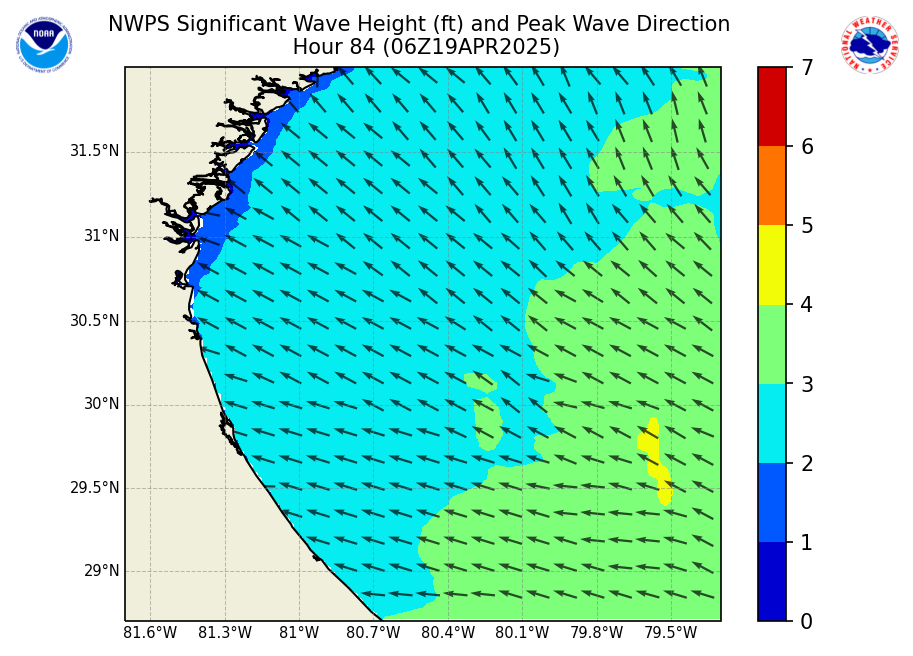 NWPS Significant Wave Height (ft) and Peak Wave Direction
Hour 84 (06Z19APR2025)
NOAA
31.5°N
31°N
30.5°N
30°N
29.5°N
29°N
81.6°W 81.3°W 81°W 80.7°W 80.4°W 80.1°W 79.8°W 79.5°W
7
6
5
4
3
2
1
0
NATIONAL WEATHER SERVICE